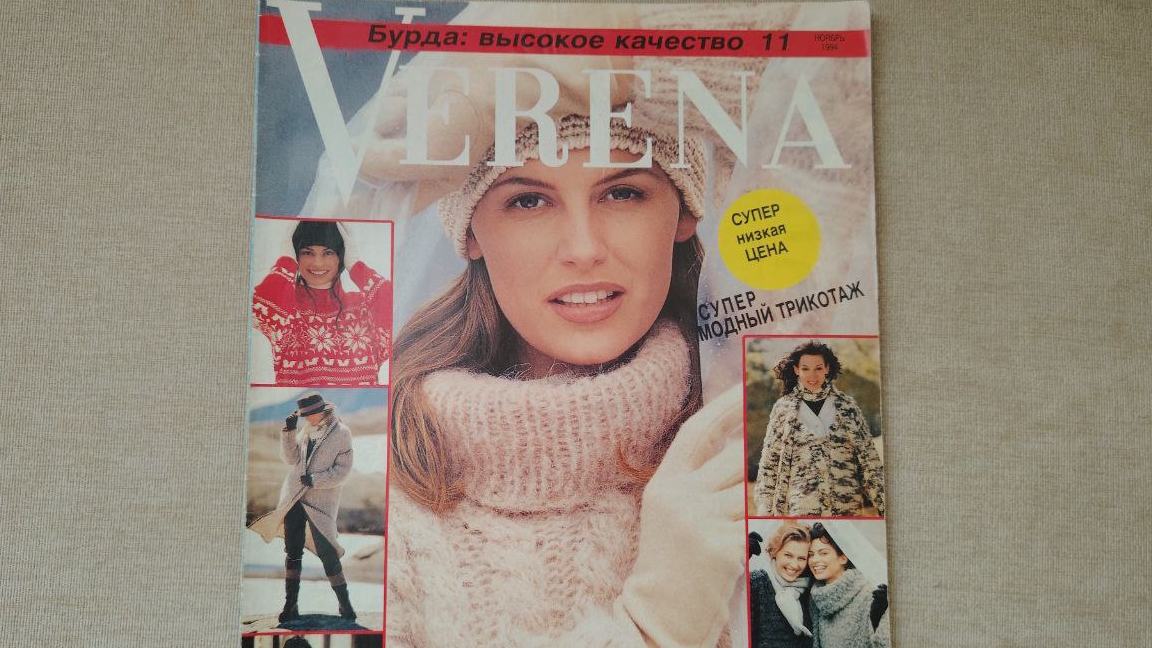 Бурда: высокое качество 11
НОЯБРЬ
1994
VERENA
СУПЕР
низкая
ЦЕНА
СУПЕР
МОДНЫЙ ТРИКОТАЖ